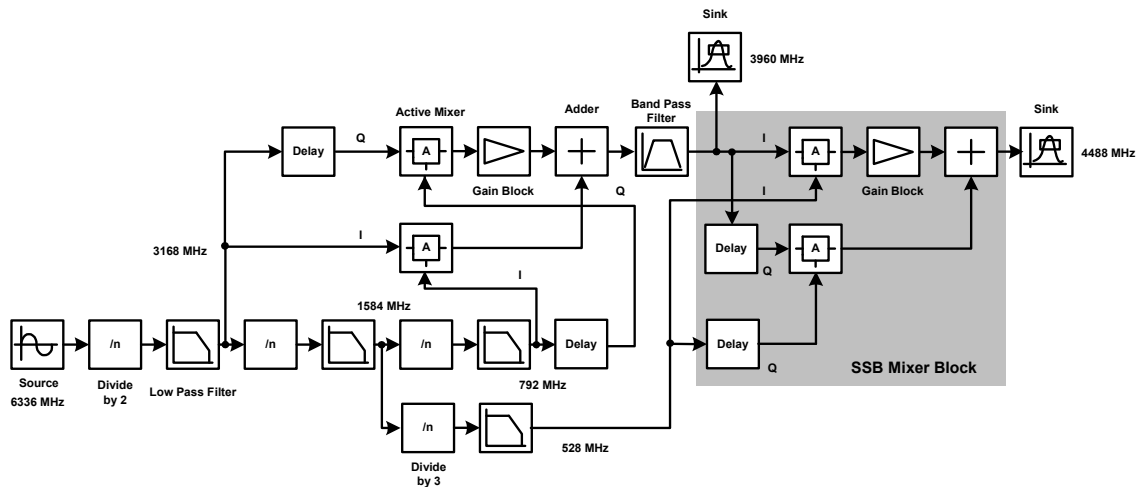 Sink
3960 MHz
Active Mixer
Adder
Band Pass
Filter
Sink
Delay
Q
A
Gain Block
Q
I
A
Gain Block
4488 MHz
I
3168 MHz
I
A
I
Delay
Q
A
1584 MHz
/n
/n
/n
Delay
Delay
Q
SSB Mixer Block
Source
6336 MHz
Divide
by 2
Low Pass Filter
792 MHz
/n
528 MHz
Divide
by 3